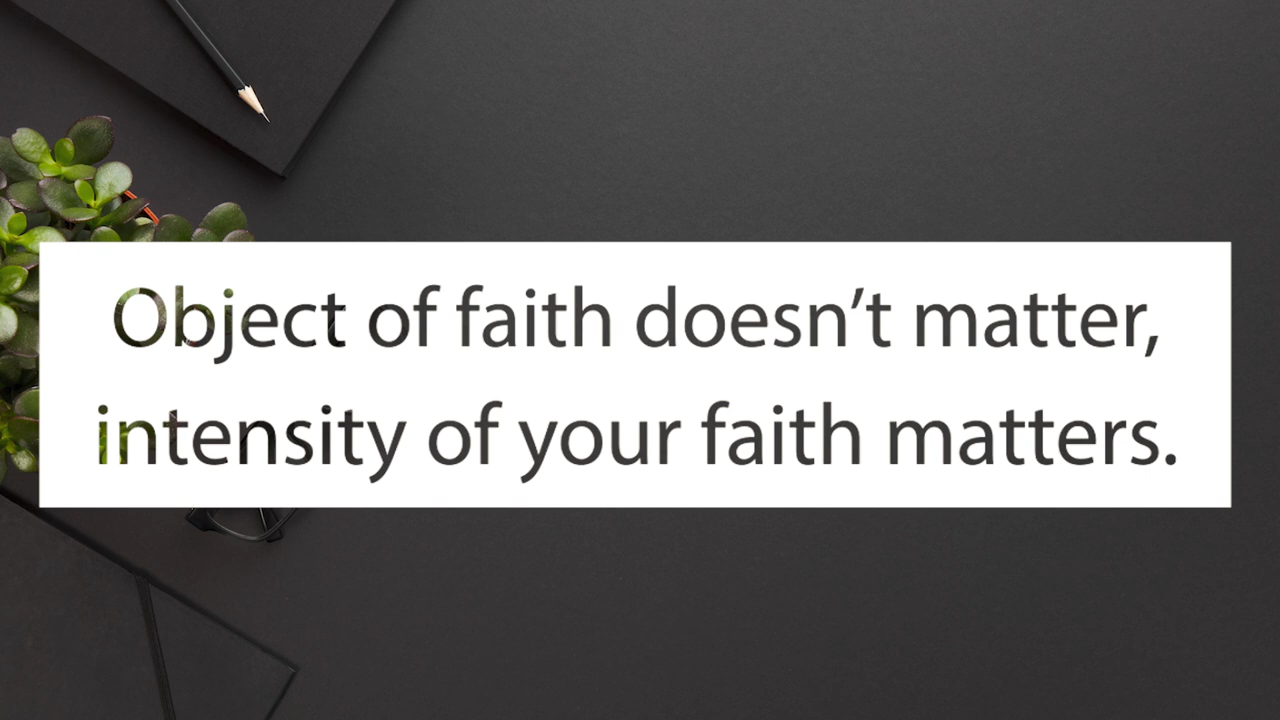 Object of faith doesn’t matter,
intensity of your faith matters.